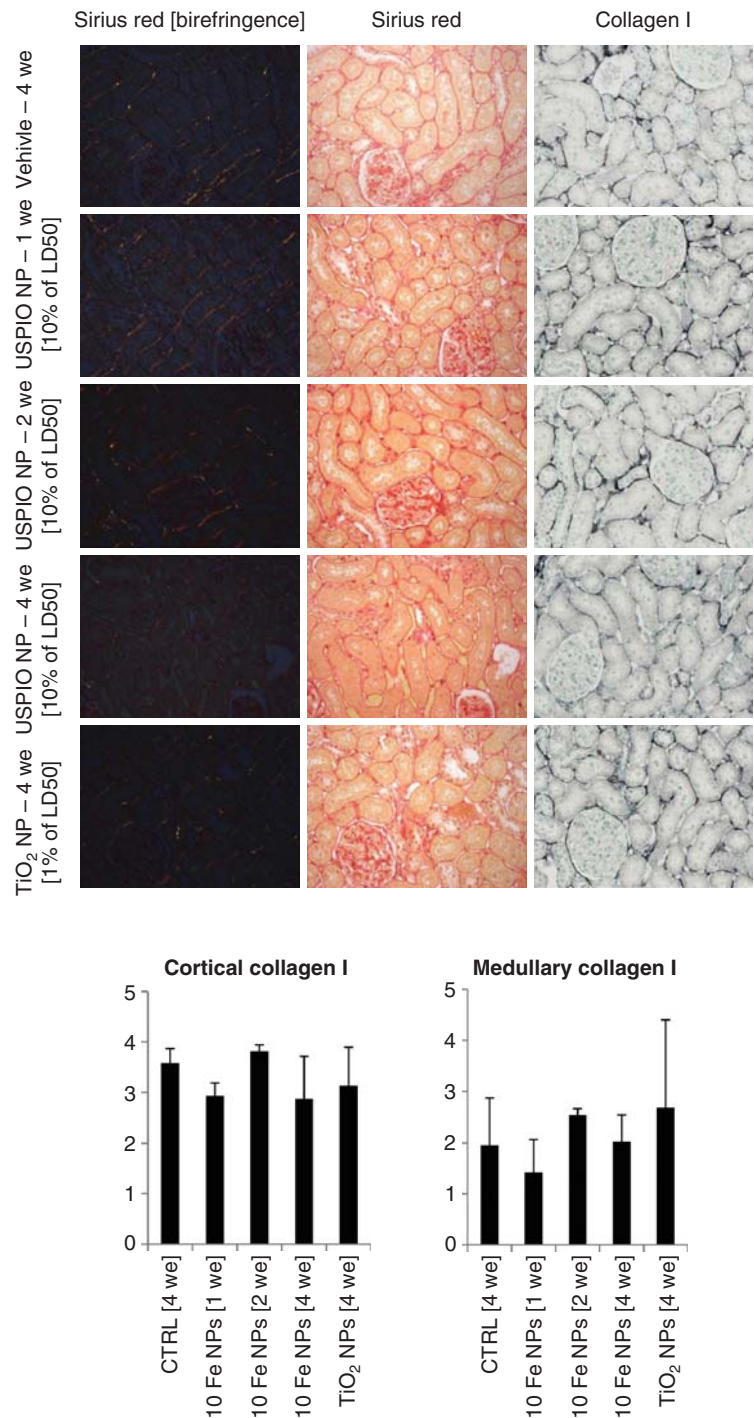 Sirius red [birefringence]
Sirius red
Collagen I
Vehivle – 4 we
USPIO NP – 1 we
[10% of LD50]
USPIO NP – 2 we
[10% of LD50]
USPIO NP – 4 we
[10% of LD50]
TiO₂ NP – 4 we
[1% of LD50]
Cortical collagen I
5
4
3
2
1
0
CTRL [4 we]
10 Fe NPs [1 we]
10 Fe NPs [2 we]
10 Fe NPs [4 we]
TiO₂ NPs [4 we]
Medullary collagen I
5
4
3
2
1
0
CTRL [4 we]
10 Fe NPs [1 we]
10 Fe NPs [2 we]
10 Fe NPs [4 we]
TiO₂ NPs [4 we]